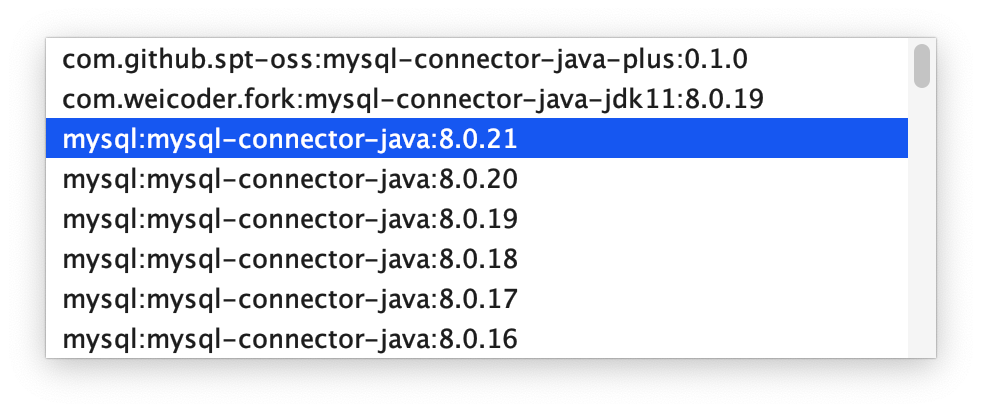 com.github.spt-oss:mysql-connector-java-plus:0.1.0
com.weicoder.fork:mysql-connector-java-jdk11:8.0.19
mysql:mysql-connector-java:8.0.21
mysql:mysql-connector-java:8.0.20
mysql:mysql-connector-java:8.0.19
mysql:mysql-connector-java:8.0.18
mysql:mysql-connector-java:8.0.17
mysql:mysql-connector-java:8.0.16